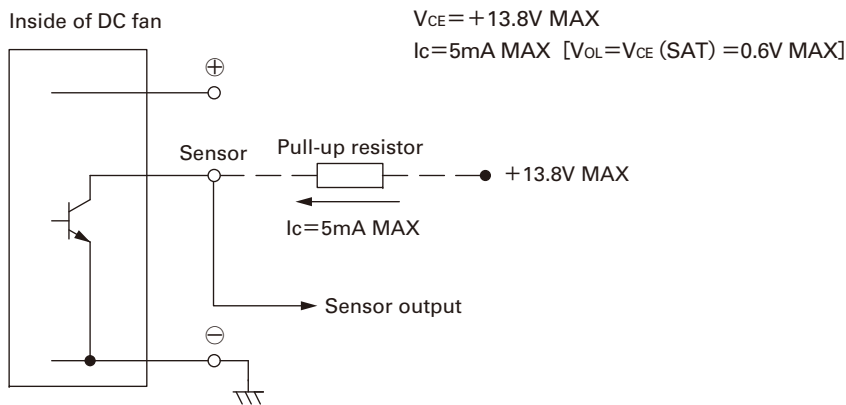 Inside of DC fan
VCE=+13.8V MAX
Ic=5mA MAX [VOL=VCE (SAT) =0.6V MAX]
⊕
Sensor
Pull-up resistor
+13.8V MAX
Ic=5mA MAX
Sensor output
⊖